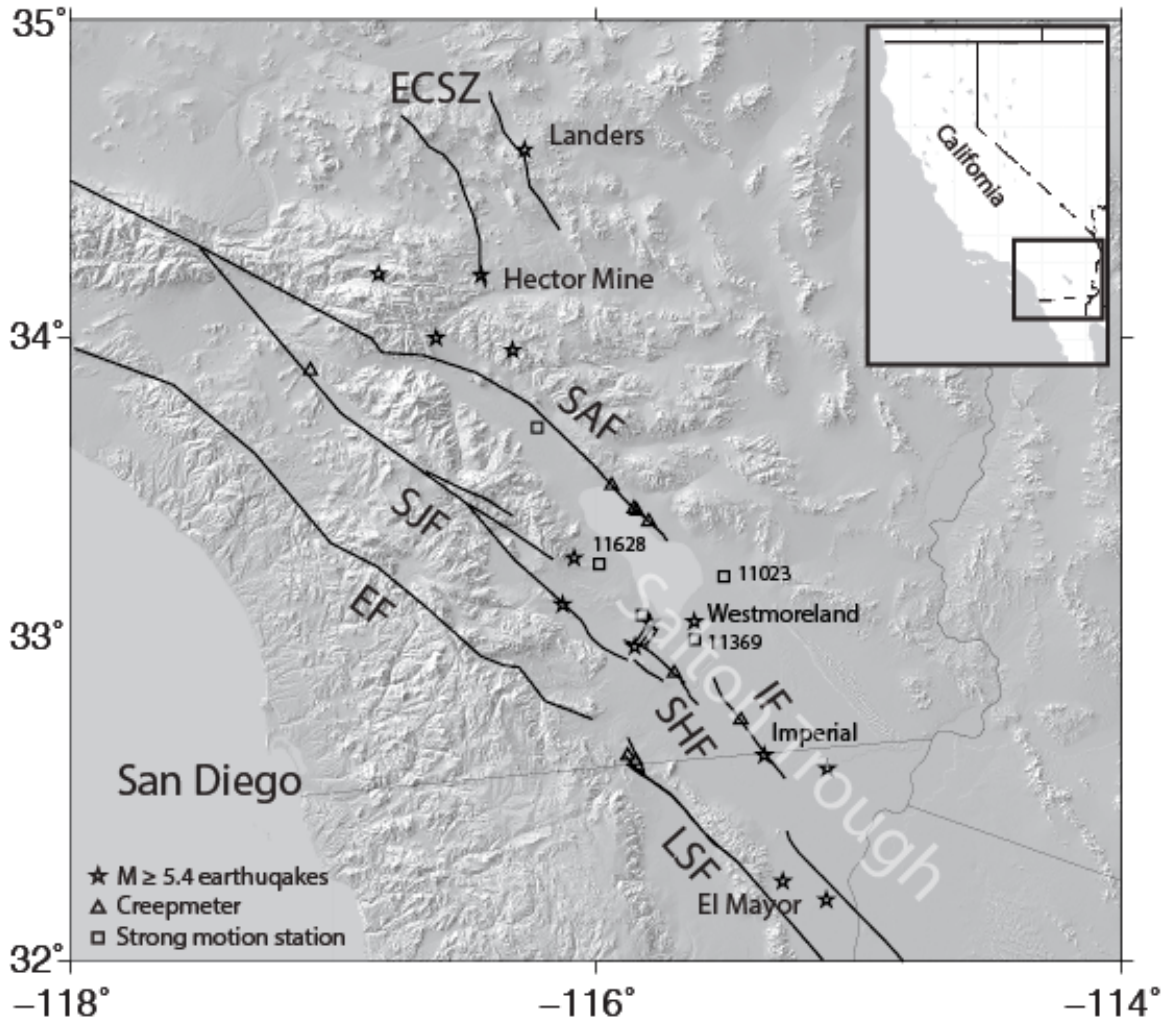 35°
ECSZ
Landers
California
Hector Mine
34°
SAF
SJF
11628
11023
EF
Westmoreland
33°
11369
Salton Trough
IF
SHF
Imperial
San Diego
LSF
M ≥ 5.4 earthuqakes
El Mayor
Creepmeter
Strong motion station
32°
−118°
−116°
−114°